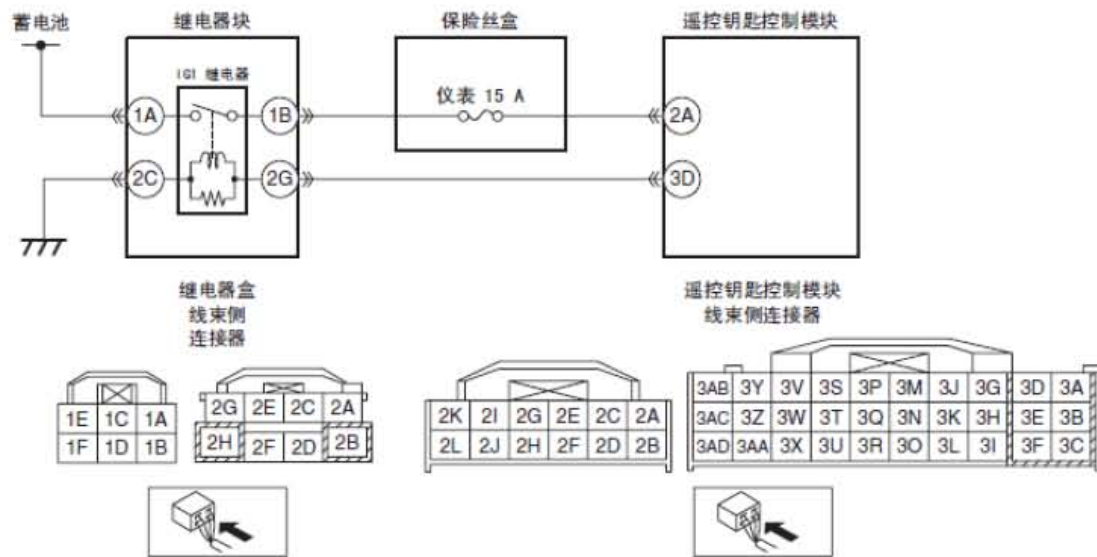 蓄电池 继电器块 保险丝盒 遥控钥匙控制模块
IG1 继电器
仪表 15 A
1A 1B 2A
2C 2G 3D
继电器盒
线束侧
连接器
遥控钥匙控制模块
线束侧连接器
1E 1C 1A
1F 1D 1B
2G 2E 2C 2A
2H 2F 2D 2B
2K 2I 2G 2E 2C 2A
2L 2J 2H 2F 2D 2B
3AB 3Y 3V 3S 3P 3M 3J 3G 3D 3A
3AC 3Z 3W 3T 3Q 3N 3K 3H 3E 3B
3AD 3AA 3X 3U 3R 3O 3L 3I 3F 3C